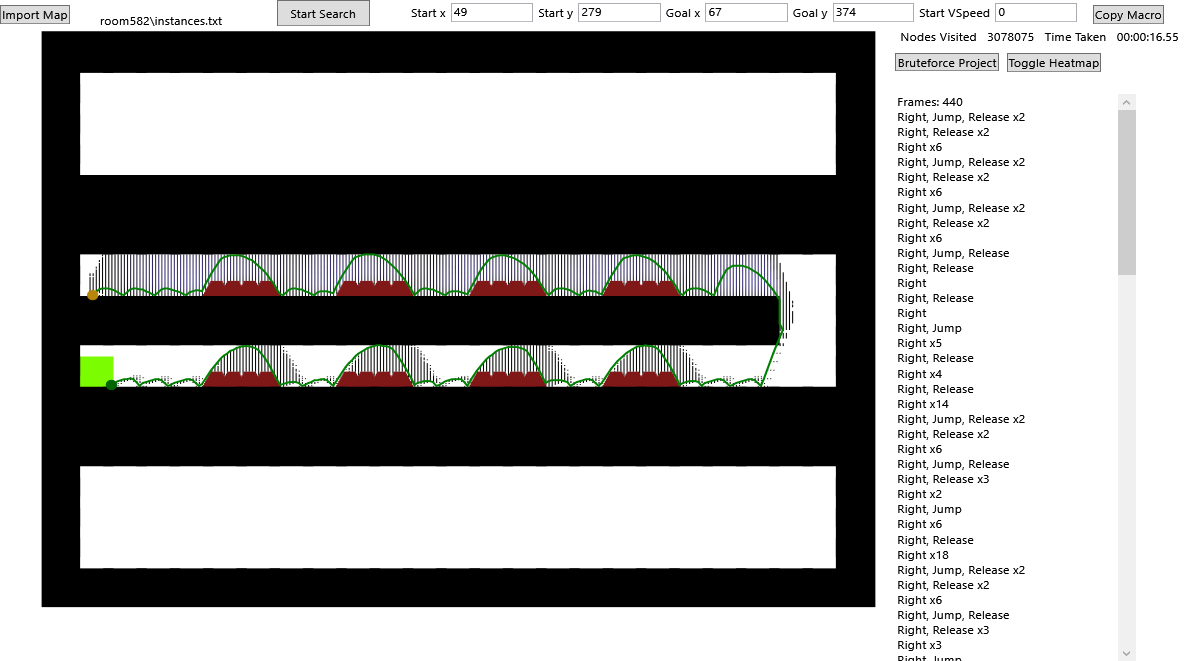 Import Map room582\instances.txt Start Search Start x 49 Start y 279 Goal x 67 Goal y 374 Start VSpeed 0 Copy Macro
Nodes Visited 3078075 Time Taken 00:00:16.55
Bruteforce Project Toggle Heatmap
Frames: 440
Right, Jump, Release x2
Right, Release x2
Right x6
Right, Jump, Release x2
Right, Release x2
Right x6
Right, Jump, Release x2
Right, Release x2
Right x6
Right, Jump, Release
Right, Release
Right
Right, Release
Right
Right, Jump
Right x5
Right, Release
Right x4
Right, Release
Right x14
Right, Jump, Release x2
Right, Release x2
Right x6
Right, Jump, Release
Right, Release x3
Right x2
Right, Jump
Right x6
Right, Release
Right x18
Right, Jump, Release x2
Right, Release x2
Right x6
Right, Jump, Release
Right, Release x3
Right x3
Right, Jump